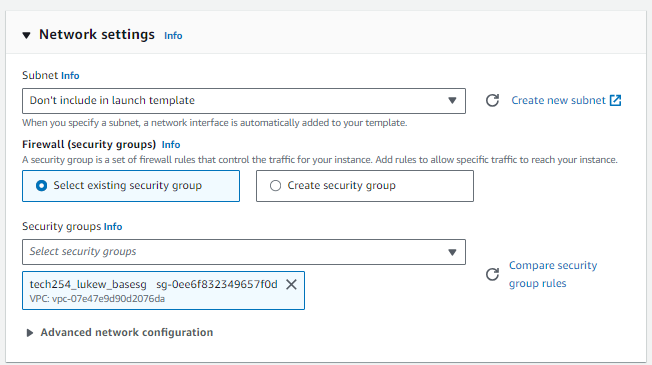 Network settings Info
Subnet Info
Don't include in launch template
Create new subnet
When you specify a subnet, a network interface is automatically added to your template.
Firewall (security groups) Info
A security group is a set of firewall rules that control the traffic for your instance. Add rules to allow specific traffic to reach your instance.
Select existing security group
Create security group
Security groups Info
Select security groups
Compare security
group rules
tech254_lukew_basesg sg-0ee6f832349657f0d
VPC: vpc-07e47e9d90d2076da
Advanced network configuration